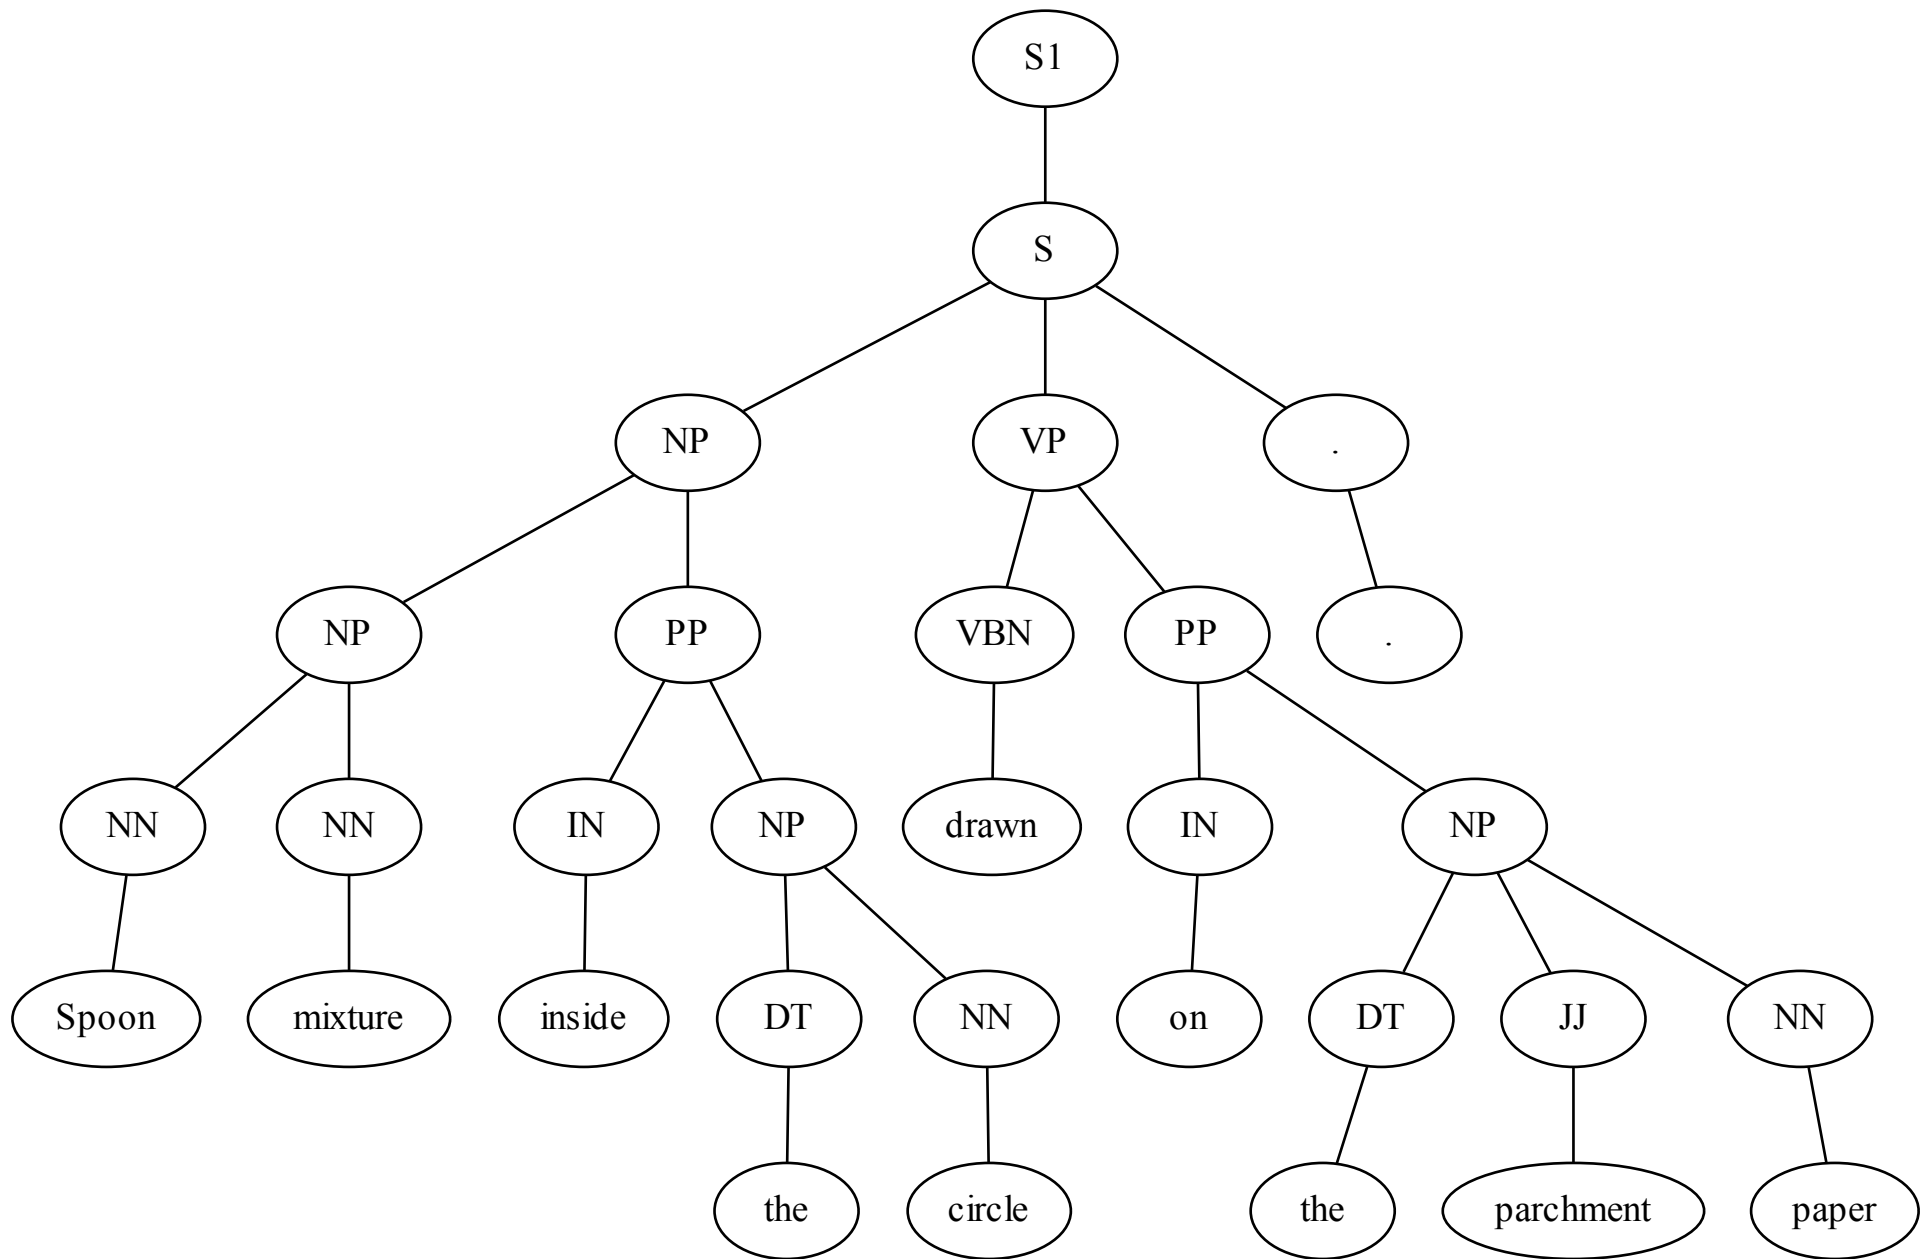 S1
S
NP VP .
NP PP VBN PP .
NN NN IN NP drawn IN NP
Spoon mixture inside DT NN on DT JJ NN
the circle the parchment paper